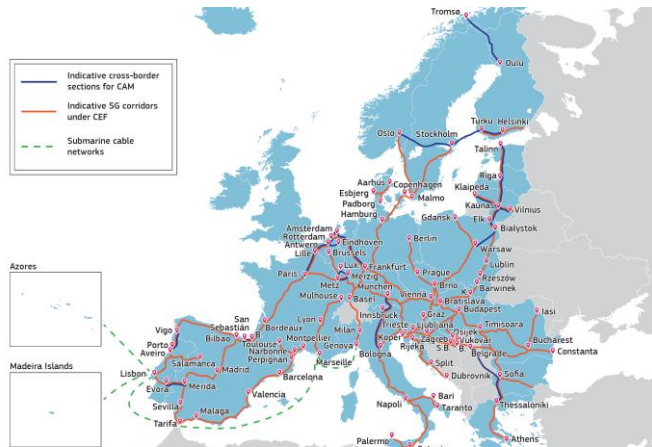 Tromsø
Oulu
Indicative cross-border
sections for CAM
Indicative 5G corridors
under CEF
Submarine cable
networks
Oslo
Stockholm
Turku
Helsinki
Talinn
Riga
Klaipeda
Kaunas
Vilnius
Elk
Białystok
Aarhus
Copenhagen
Esbjerg
Padborg
Malmo
Hamburg
Gdansk
Amsterdam
Rotterdam
Antwern
Eindhoven
Lille
Brussels
Berlin
Warsaw
Lublin
Rzeszów
Barwinek
K
Paris
Lux.
Merzig
Metz
Frankfurt
Prague
Brno
Munchen
Vienna
Bratislava
Budapest
Mulhouse
Basel
Innsbruck
Graz
Iasi
Azores
San
Sebastián
Bordeaux
Lyon
Milan
Trieste
Ljubliana
Koper
Rijeka
Zagreb
Osijek
Vukovar
S B
B
Timisoara
Belgrade
Bucharest
Constanta
Vigo
Bilbao
B
Toulouse
Montpellier
Narbonne
Perpignan
Marseille
Genova
Bologna
Split
Dubrovnik
Sofia
Porto
Aveiro
Salamanca
Madeira Islands
Lisbon
Madrid
Barcelona
Evora
Merida
Valencia
Sevilla
Malaga
Tarifa
Napoli
Bari
Taranto
Thessaloniki
Palermo
Athens